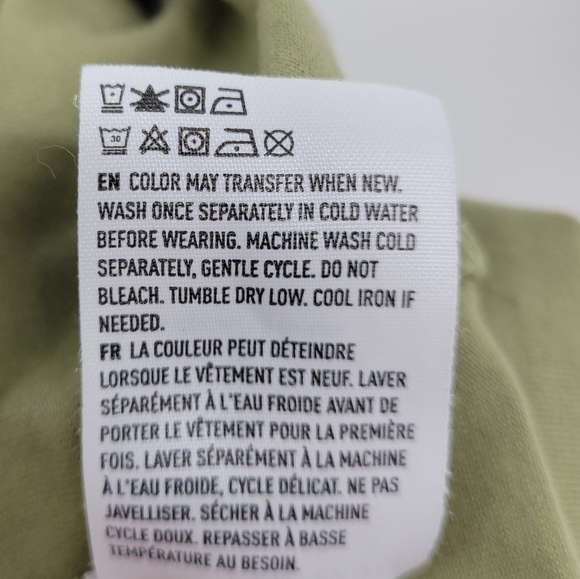 30
EN COLOR MAY TRANSFER WHEN NEW.
WASH ONCE SEPARATELY IN COLD WATER
BEFORE WEARING. MACHINE WASH COLD
SEPARATELY, GENTLE CYCLE. DO NOT
BLEACH. TUMBLE DRY LOW. COOL IRON IF
NEEDED.
FR LA COULEUR PEUT DÉTEINDRE
LORSQUE LE VÊTEMENT EST NEUF. LAVER
SÉPARÉMENT À L'EAU FROIDE AVANT DE
PORTER LE VÊTEMENT POUR LA PREMIÈRE
FOIS. LAVER SÉPARÉMENT À LA MACHINE
À L'EAU FROIDE, CYCLE DÉLICAT. NE PAS
JAVELLISER. SÉCHER À LA MACHINE
CYCLE DOUX. REPASSER À BASSE
TEMPÉRATURE AU BESOIN.